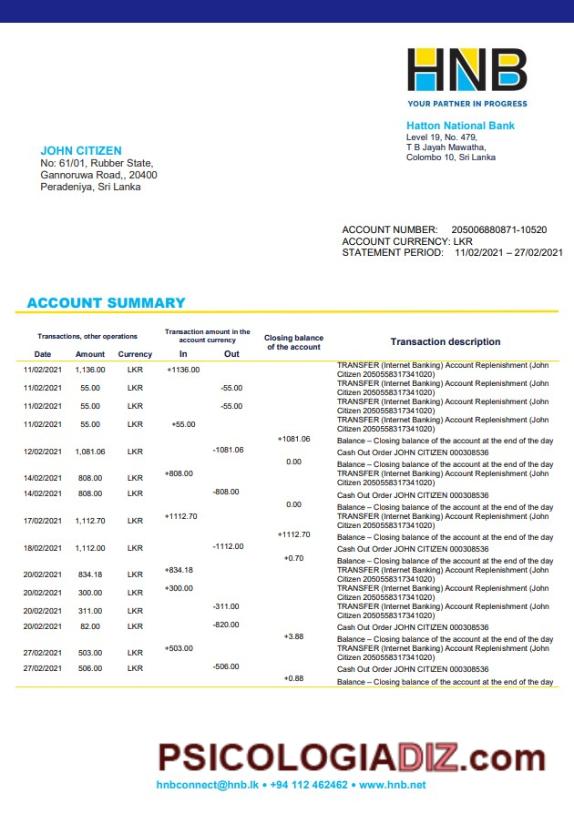 HNB
YOUR PARTNER IN PROGRESS
Hatton National Bank
Level 19, No. 479,
T B Jayah Mawatha,
Colombo 10, Sri Lanka
JOHN CITIZEN
No: 61/01, Rubber State,
Gannoruwa Road,, 20400
Peradeniya, Sri Lanka
ACCOUNT NUMBER: 205006880871-10520
ACCOUNT CURRENCY: LKR
STATEMENT PERIOD: 11/02/2021 – 27/02/2021
ACCOUNT SUMMARY
Transactions, other operations
Transaction amount in the
account currency
Closing balance
of the account
Transaction description
Date Amount Currency In Out
11/02/2021 1,136.00 LKR +1136.00 TRANSFER (Internet Banking) Account Replenishment (John
Citizen 2050558317341020)
11/02/2021 55.00 LKR -55.00 TRANSFER (Internet Banking) Account Replenishment (John
Citizen 2050558317341020)
11/02/2021 55.00 LKR -55.00 TRANSFER (Internet Banking) Account Replenishment (John
Citizen 2050558317341020)
11/02/2021 55.00 LKR +55.00 TRANSFER (Internet Banking) Account Replenishment (John
Citizen 2050558317341020)
+1081.06 Balance – Closing balance of the account at the end of the day
12/02/2021 1,081.06 LKR -1081.06 Cash Out Order JOHN CITIZEN 000308536
0.00 Balance – Closing balance of the account at the end of the day
14/02/2021 808.00 LKR +808.00 TRANSFER (Internet Banking) Account Replenishment (John
Citizen 2050558317341020)
14/02/2021 808.00 LKR -808.00 Cash Out Order JOHN CITIZEN 000308536
0.00 Balance – Closing balance of the account at the end of the day
17/02/2021 1,112.70 LKR +1112.70 TRANSFER (Internet Banking) Account Replenishment (John
Citizen 2050558317341020)
+1112.70 Balance – Closing balance of the account at the end of the day
18/02/2021 1,112.00 LKR -1112.00 Cash Out Order JOHN CITIZEN 000308536
+0.70 Balance – Closing balance of the account at the end of the day
20/02/2021 834.18 LKR +834.18 TRANSFER (Internet Banking) Account Replenishment (John
Citizen 2050558317341020)
20/02/2021 300.00 LKR +300.00 TRANSFER (Internet Banking) Account Replenishment (John
Citizen 2050558317341020)
20/02/2021 311.00 LKR -311.00 TRANSFER (Internet Banking) Account Replenishment (John
Citizen 2050558317341020)
20/02/2021 82.00 LKR -820.00 Cash Out Order JOHN CITIZEN 000308536
+3.88 Balance – Closing balance of the account at the end of the day
27/02/2021 503.00 LKR +503.00 TRANSFER (Internet Banking) Account Replenishment (John
Citizen 2050558317341020)
27/02/2021 506.00 LKR -506.00 Cash Out Order JOHN CITIZEN 000308536
+0.88 Balance – Closing balance of the account at the end of the day
PSICOLOGIADIZ.com
hnbconnect@hnb.lk • +94 112 462462 • www.hnb.net